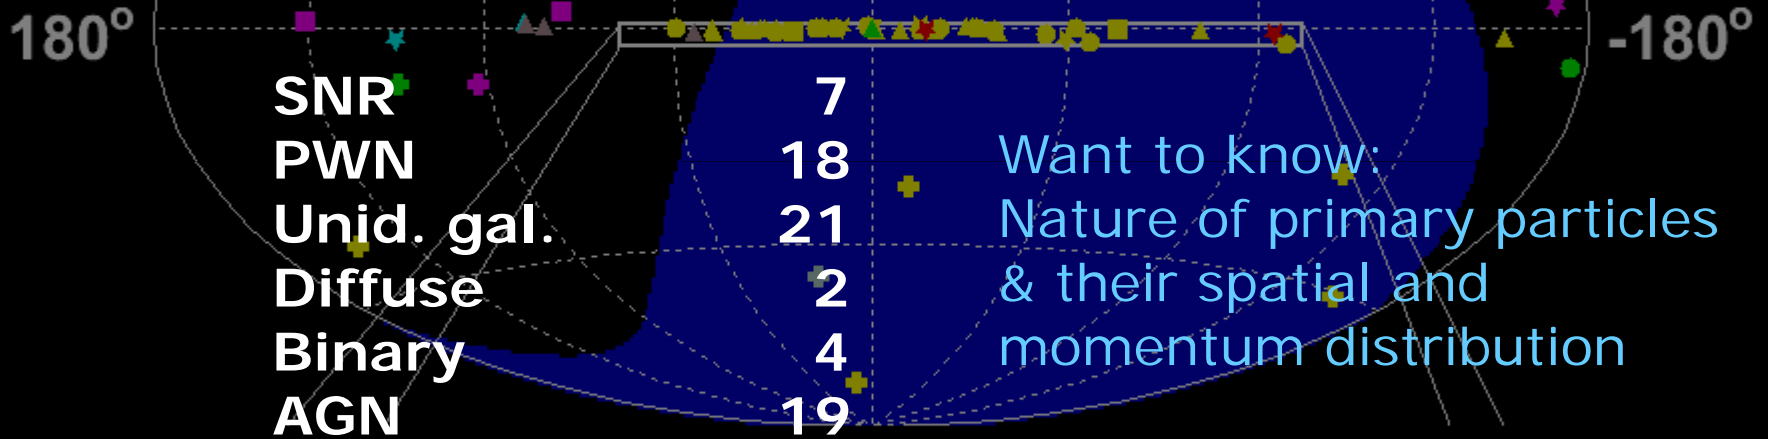 180° -180°
SNR 7
PWN 18
Unid. gal. 21
Diffuse 2
Binary 4
AGN 19
Want to know:
Nature of primary particles
& their spatial and
momentum distribution